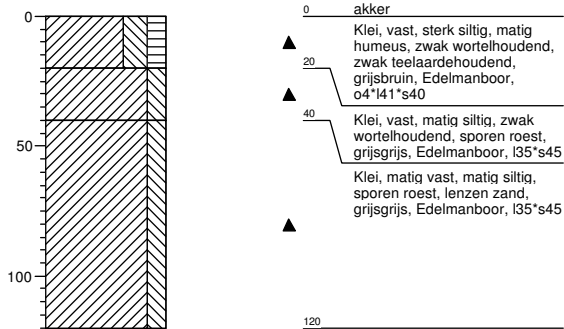 0
50
100
0 akker
Klei, vast, sterk siltig, matig
humeus, zwak wortelhoudend,
zwak teelaardehoudend,
grijsbruin, Edelmanboor,
o4*l41*s40
20
Klei, vast, matig siltig, zwak
wortelhoudend, sporen roest,
grijsgrijs, Edelmanboor, l35*s45
40
Klei, matig vast, matig siltig,
sporen roest, lenzen zand,
grijsgrijs, Edelmanboor, l35*s45
120